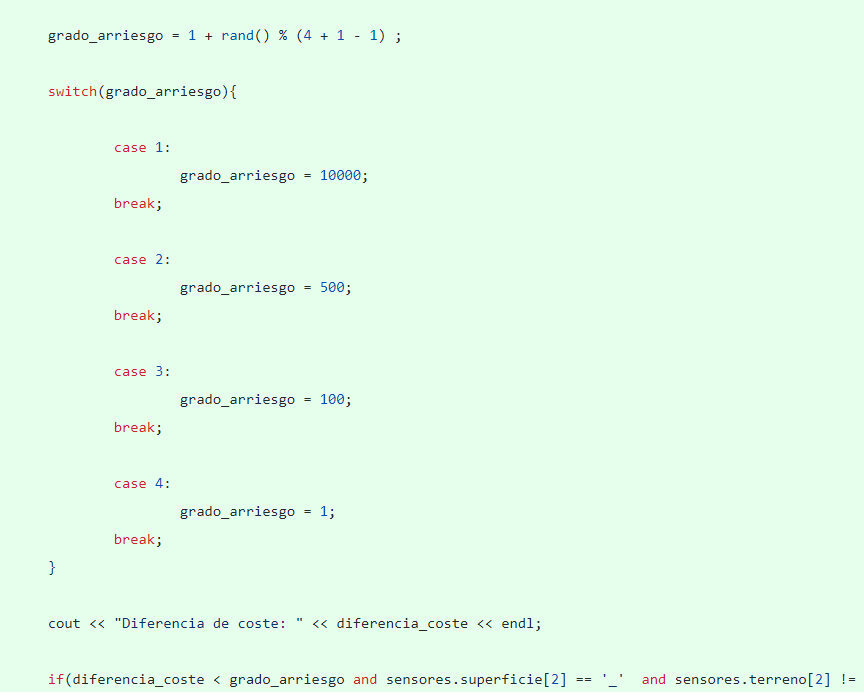 grado_arriesgo = 1 + rand() % (4 + 1 - 1) ;
switch(grado_arriesgo){
case 1:
grado_arriesgo = 10000;
break;
case 2:
grado_arriesgo = 500;
break;
case 3:
grado_arriesgo = 100;
break;
case 4:
grado_arriesgo = 1;
break;
}
cout << "Diferencia de coste: " << diferencia_coste << endl;
if(diferencia_coste < grado_arriesgo and sensores.superficie[2] == '_'  and sensores.terreno[2] !=